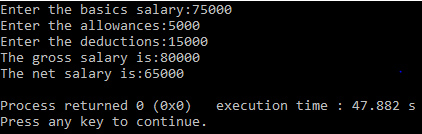 Enter the basics salary:75000
Enter the allowances:5000
Enter the deductions:15000
The gross salary is:80000
The net salary is:65000
Process returned 0 (0x0)   execution time : 47.882 s
Press any key to continue.